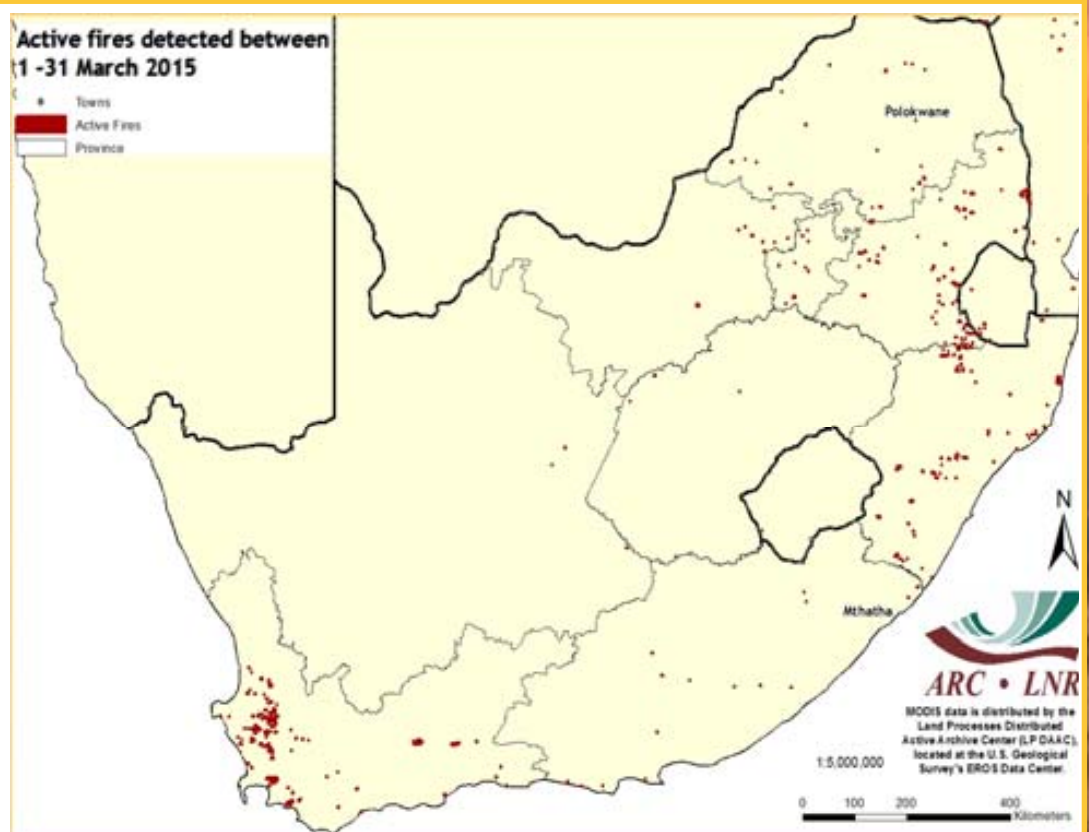 Active fires detected between
1 -31 March 2015
Towns
Active Fires
Province
Polokwane
Mthatha
N
ARC • LNR
MODIS data is distributed by the
Land Processes Distributed
Active Archive Center (LP DAAC),
located at the U.S. Geological
Survey's EROS Data Center.
1:5,000,000
0 100 200 400
Kilometers